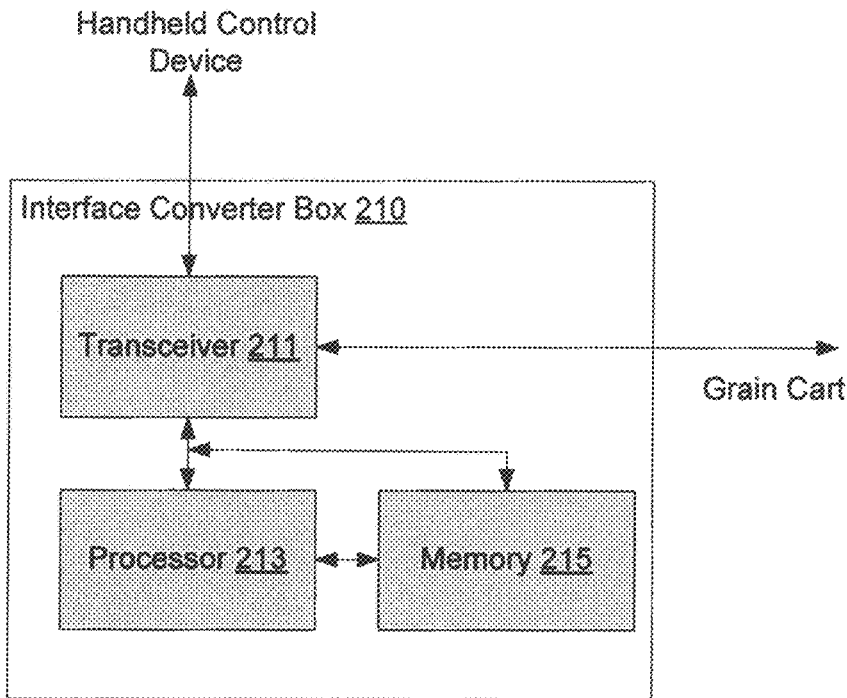 Handheld Control
Device
Interface Converter Box 210
Transceiver 211
Grain Cart
Processor 213
Memory 215